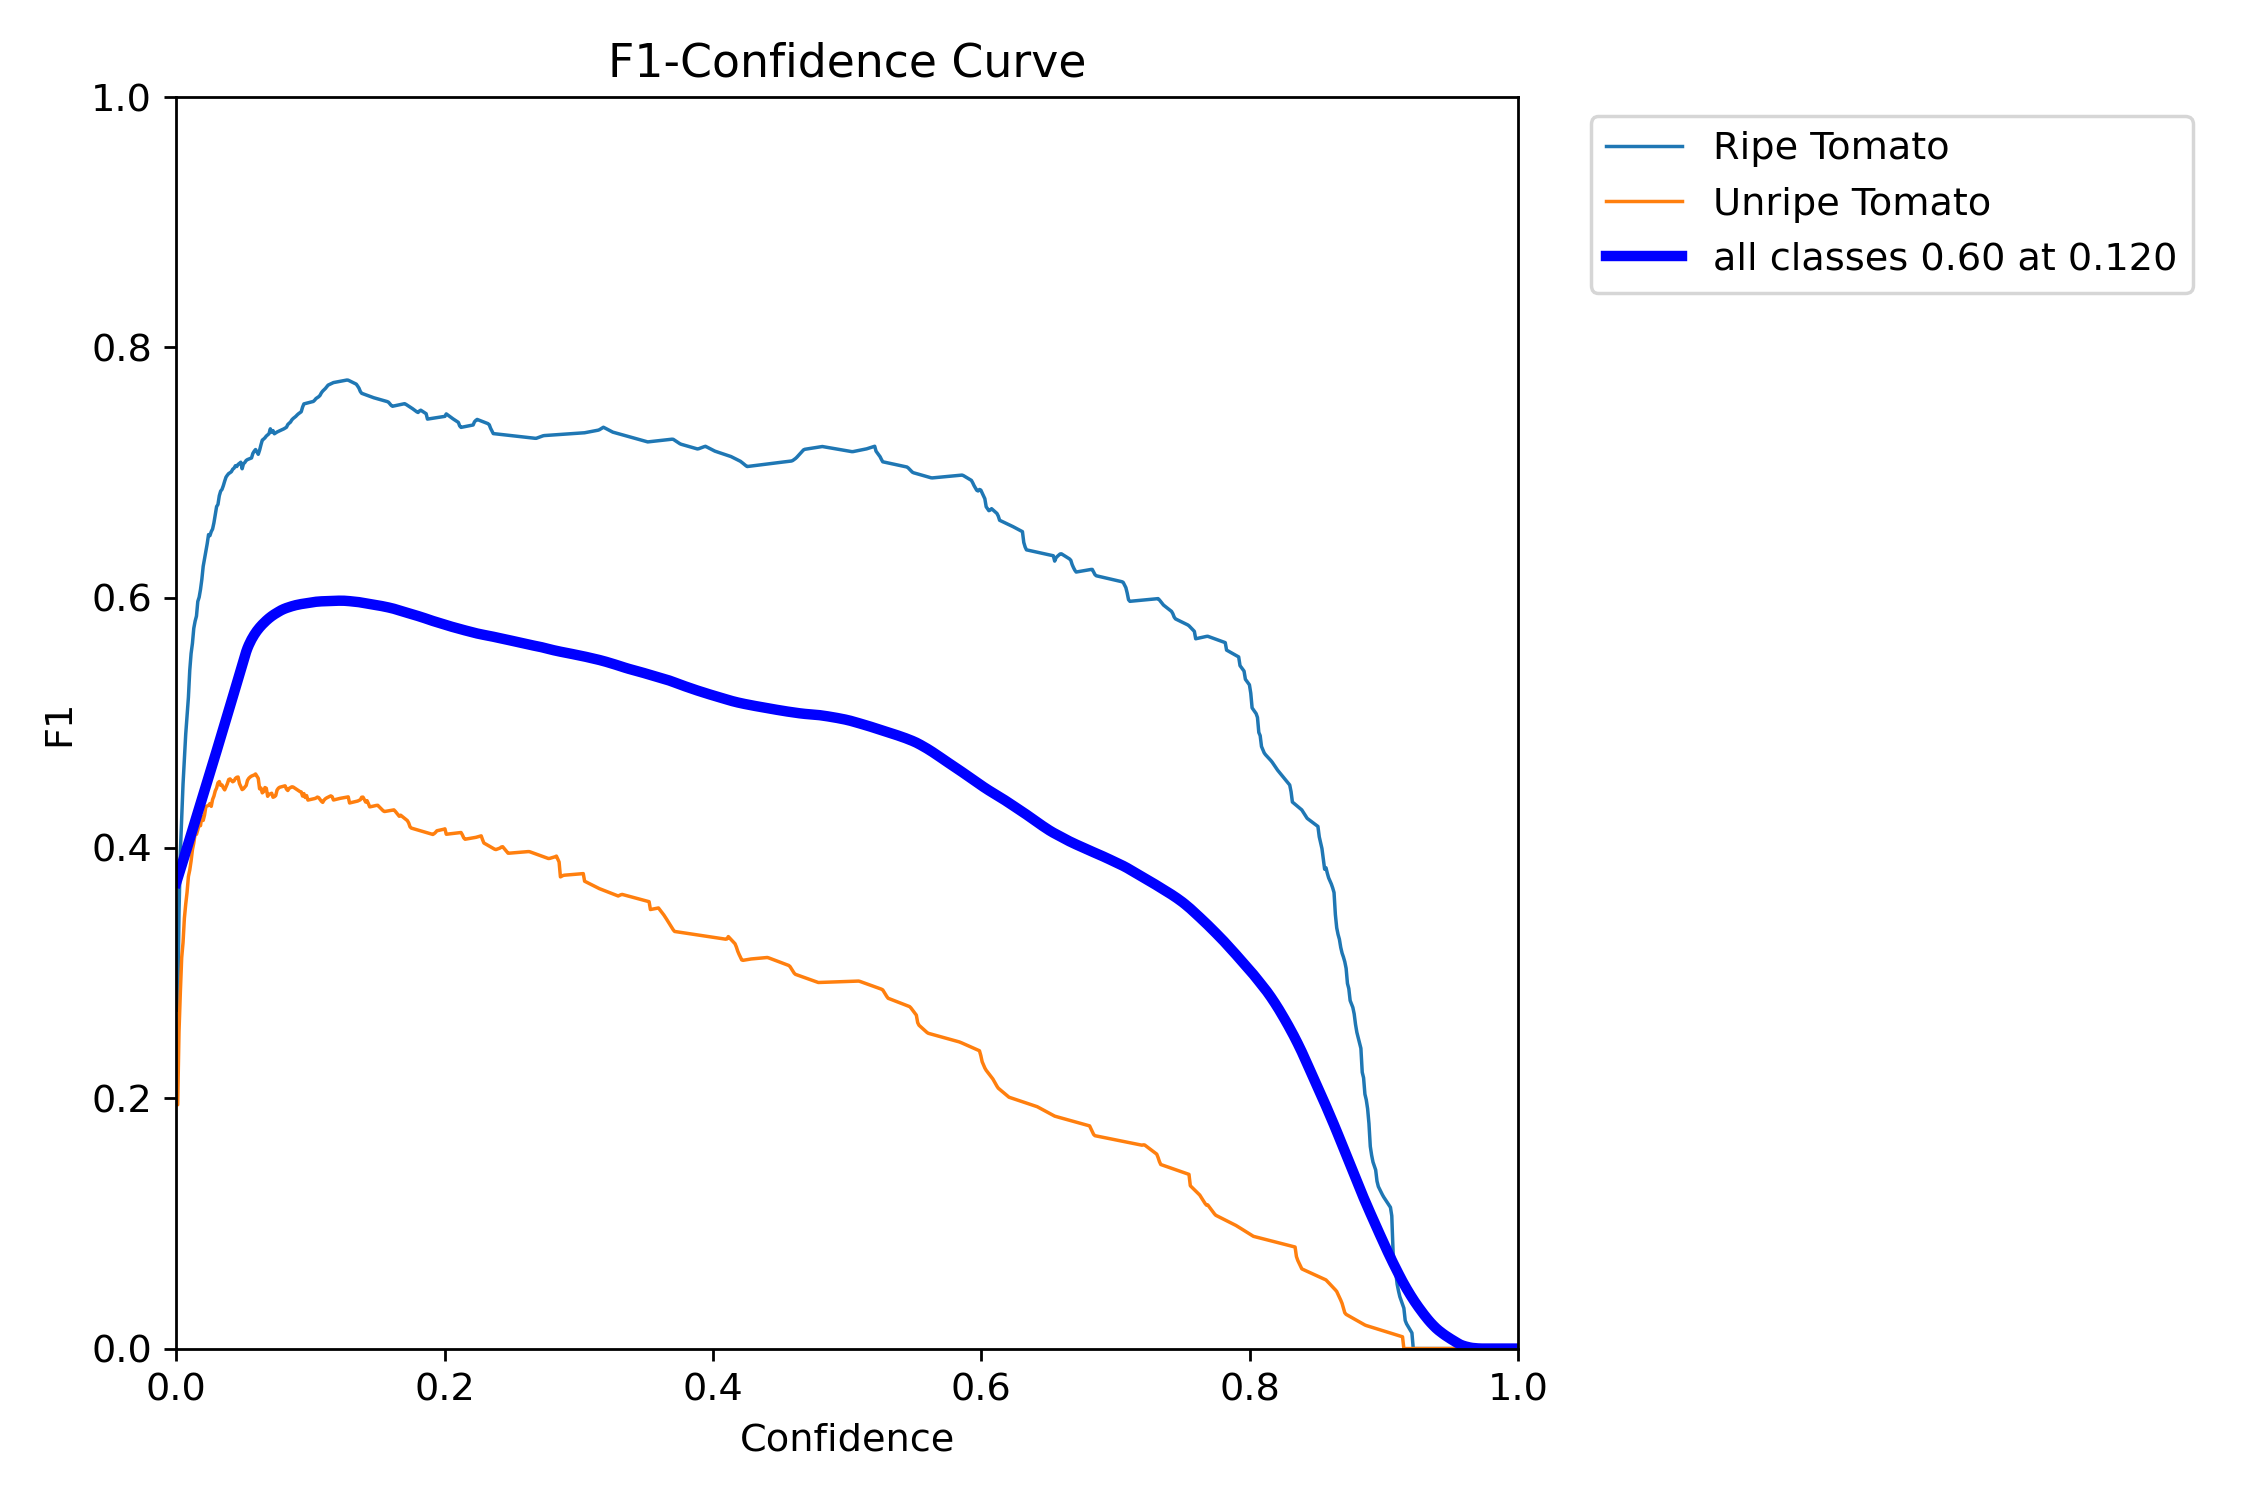 F1-Confidence Curve
Ripe Tomato
Unripe Tomato
all classes 0.60 at 0.120
1.0
0.8
0.6
0.4
0.2
0.0
F1
0.0 0.2 0.4 0.6 0.8 1.0
Confidence